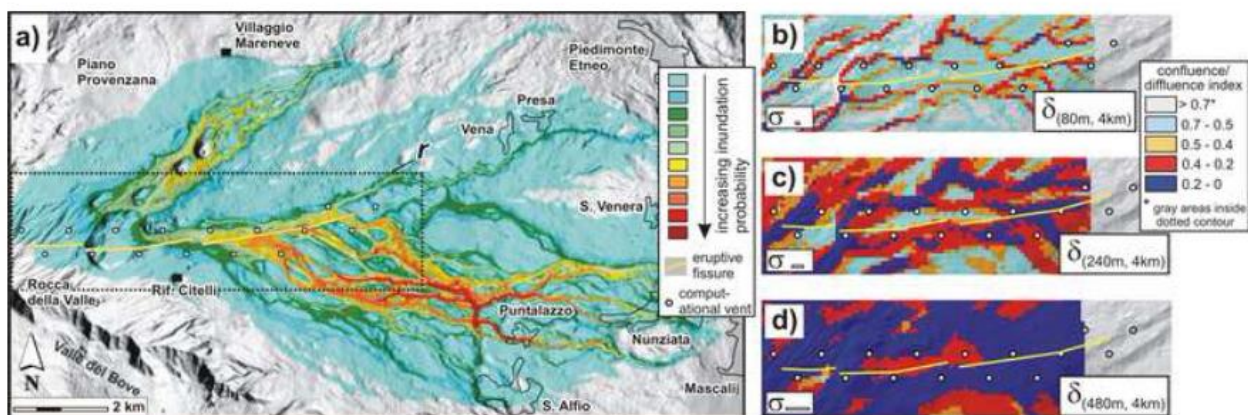 a)
Villaggio
Mareneve
Piano
Provenzana
Piedimonte
Etneo
Presa
Vena
r
S. Venera
Rocca
della Valle
Rif. Citelli
Puntalazzo
Nunziata
Mascali
S. Alfio
Valle del Bove
N
2 km
increasing inundation
probability
eruptive
fissure
comput-
ational vent
b)
σ
δ(80m, 4km)
c)
σ
δ(240m, 4km)
d)
σ
δ(480m, 4km)
confluence/
diffluence index
> 0.7*
0.7 - 0.5
0.5 - 0.4
0.4 - 0.2
0.2 - 0
* gray areas inside
dotted contour